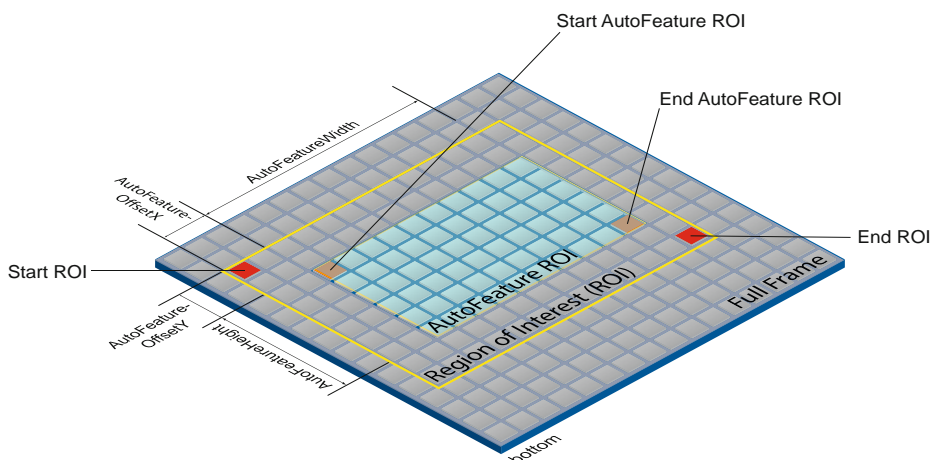 Start AutoFeature ROI
End AutoFeature ROI
AutoFeatureWidth
AutoFeature-
OffsetX
End ROI
Start ROI
AutoFeature ROI
Region of Interest (ROI)
Full Frame
AutoFeature-
OffsetY
AutoFeatureHeight
bottom